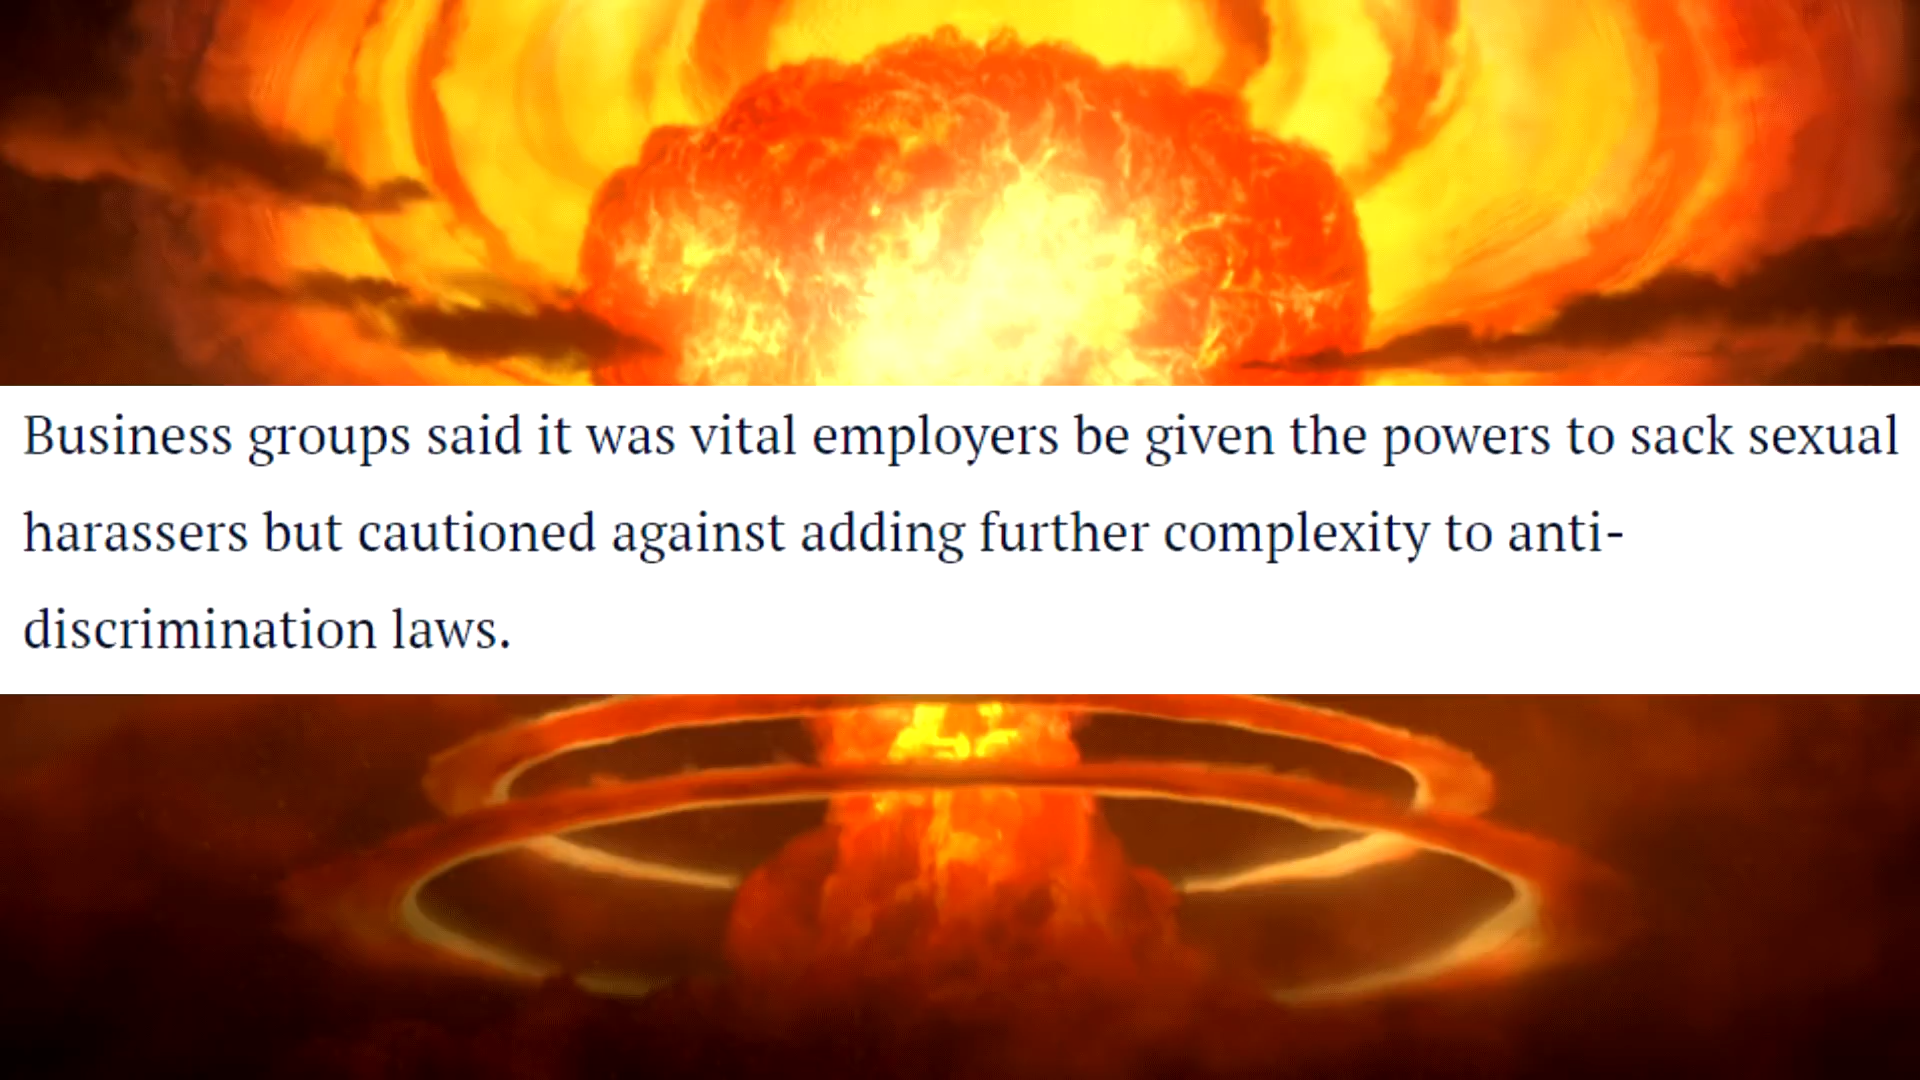 Business groups said it was vital employers be given the powers to sack sexual
harassers but cautioned against adding further complexity to anti-
discrimination laws.